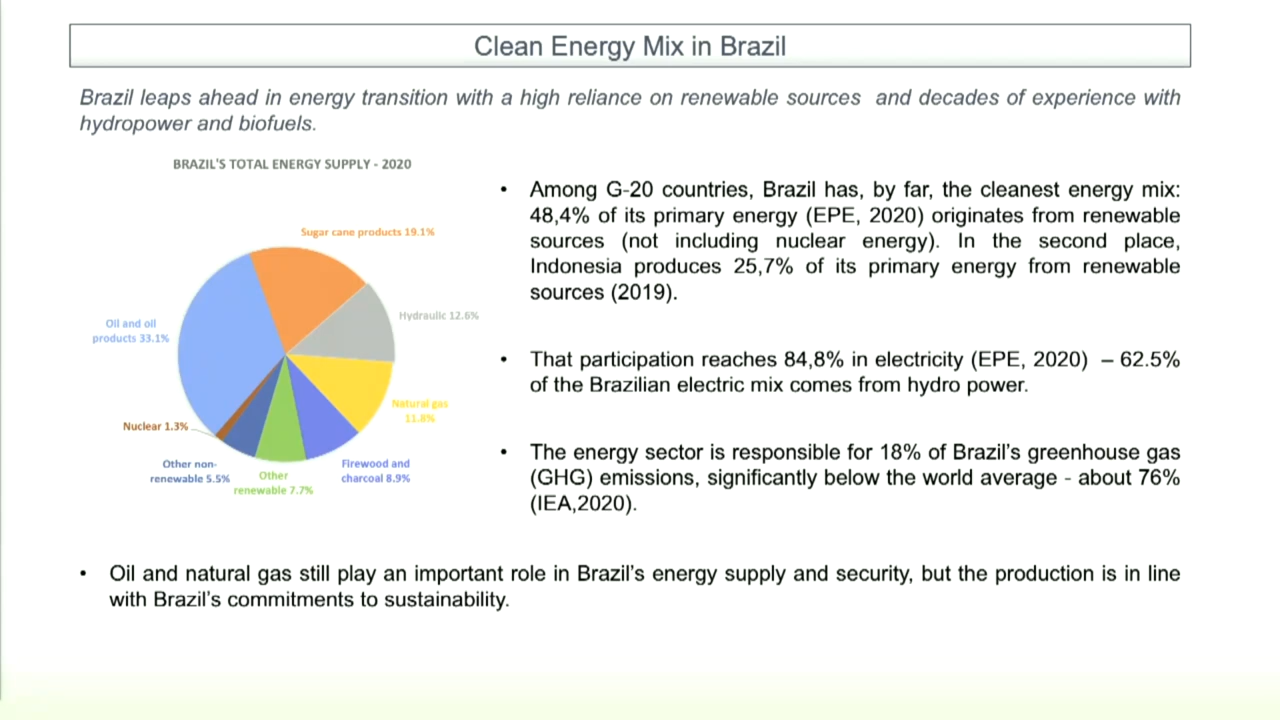 Clean Energy Mix in Brazil
Brazil leaps ahead in energy transition with a high reliance on renewable sources and decades of experience with
hydropower and biofuels.
BRAZIL'S TOTAL ENERGY SUPPLY - 2020
Sugar cane products 19.1%
Hydraulic 12.6%
Oil and oil
products 33.1%
Natural gas
11.8%
Nuclear 1.3%
Other non-
renewable 5.5%
Other
renewable 7.7%
Firewood and
charcoal 8.9%
• Among G-20 countries, Brazil has, by far, the cleanest energy mix:
48,4% of its primary energy (EPE, 2020) originates from renewable
sources (not including nuclear energy). In the second place,
Indonesia produces 25,7% of its primary energy from renewable
sources (2019).
• That participation reaches 84,8% in electricity (EPE, 2020) – 62.5%
of the Brazilian electric mix comes from hydro power.
• The energy sector is responsible for 18% of Brazil's greenhouse gas
(GHG) emissions, significantly below the world average - about 76%
(IEA,2020).
• Oil and natural gas still play an important role in Brazil's energy supply and security, but the production is in line
with Brazil's commitments to sustainability.